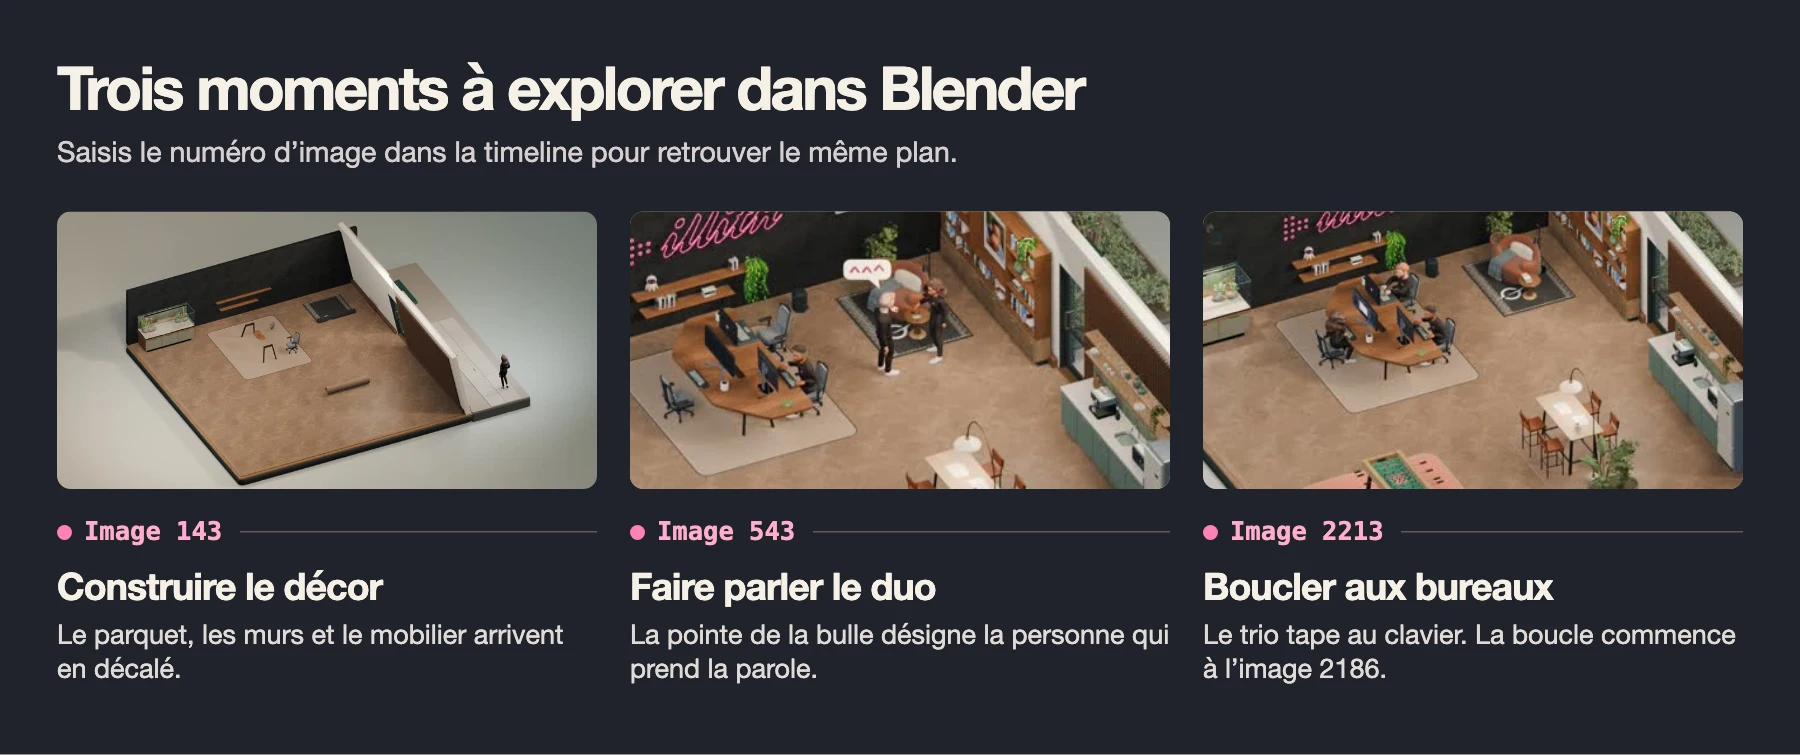 Trois moments à explorer dans Blender
Saisis le numéro d’image dans la timeline pour retrouver le même plan.
Image 143
Construire le décor
Le parquet, les murs et le mobilier arrivent
en décalé.
Image 543
Faire parler le duo
La pointe de la bulle désigne la personne qui
prend la parole.
Image 2213
Boucler aux bureaux
Le trio tape au clavier. La boucle commence
à l’image 2186.